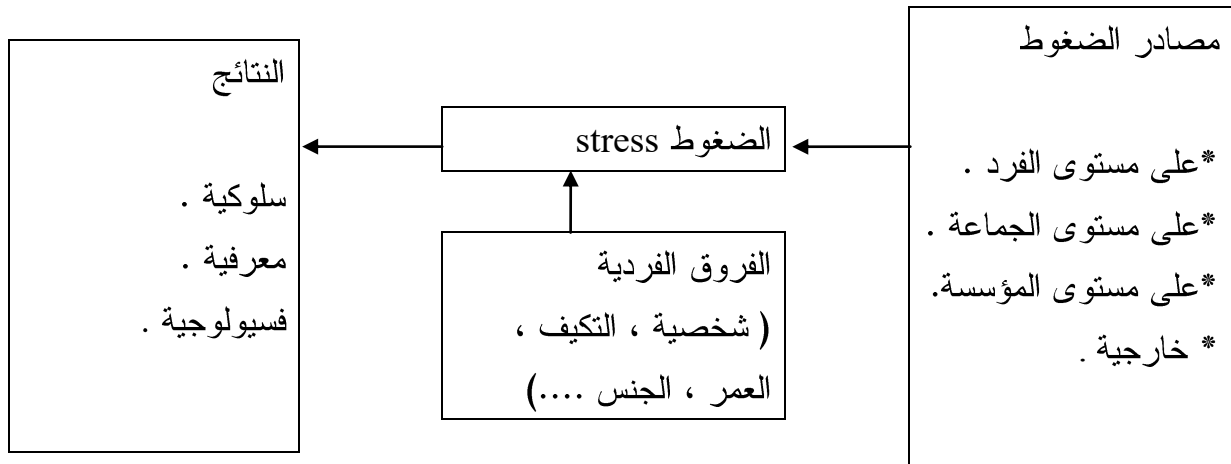 مصادر الضغوط
*على مستوى الفرد .
*على مستوى الجماعة .
*على مستوى المؤسسة.
* خارجية .
الضغوط stress
الفروق الفردية
( شخصية ، التكيف ،
العمر ، الجنس ....)
النتائج
سلوكية .
معرفية .
فسيولوجية .